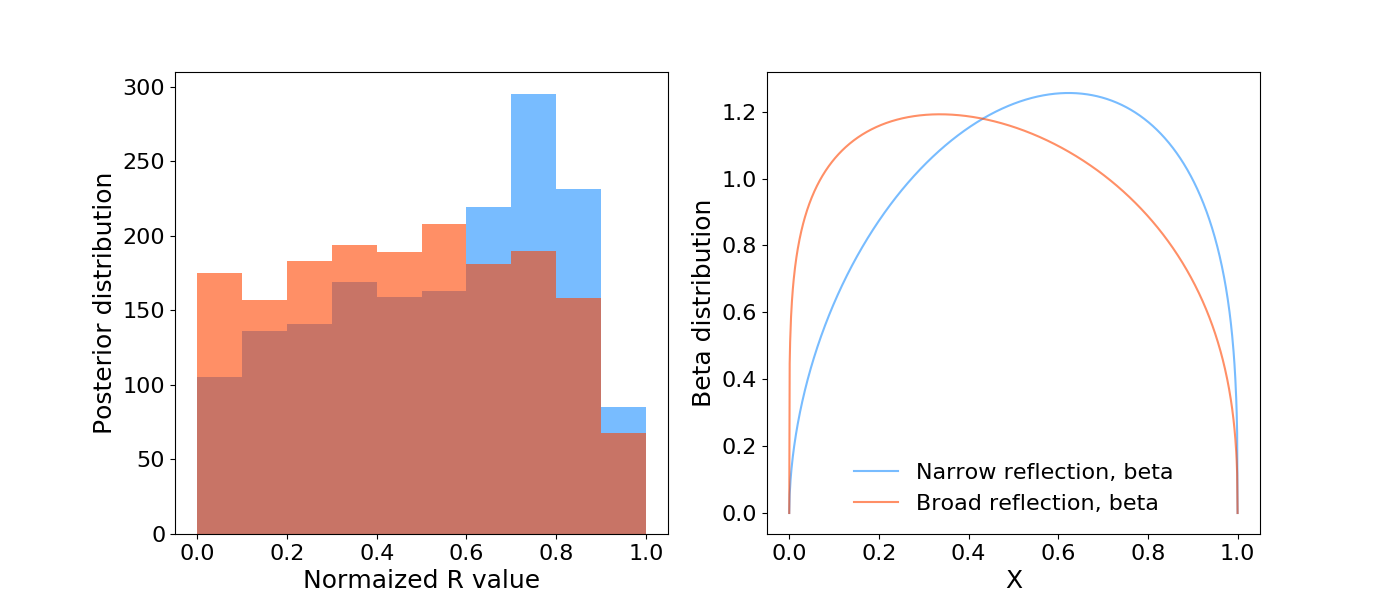 Posterior distribution
300
250
200
150
100
50
0
0.0 0.2 0.4 0.6 0.8 1.0
Normaized R value
Beta distribution
1.2
1.0
0.8
0.6
0.4
0.2
0.0
Narrow reflection, beta
Broad reflection, beta
0.0 0.2 0.4 0.6 0.8 1.0
X